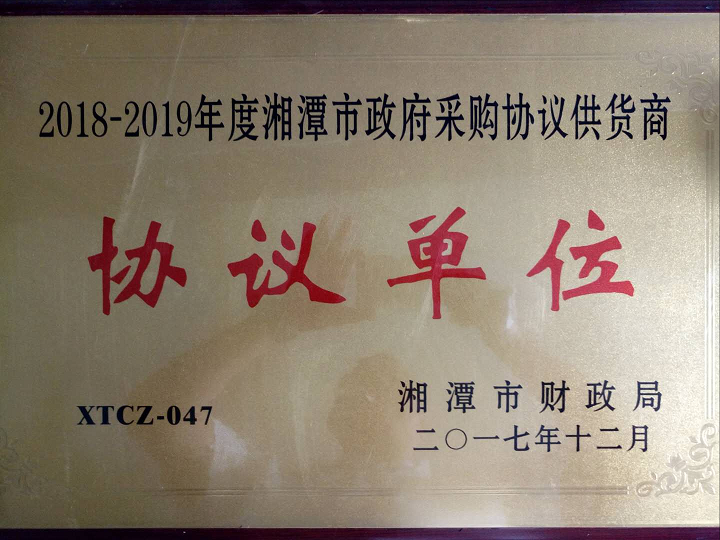 2018-2019年度湘潭市政府采购协议供货商
协议单位
XTCZ-047
湘潭市财政局
二〇一七年十二月